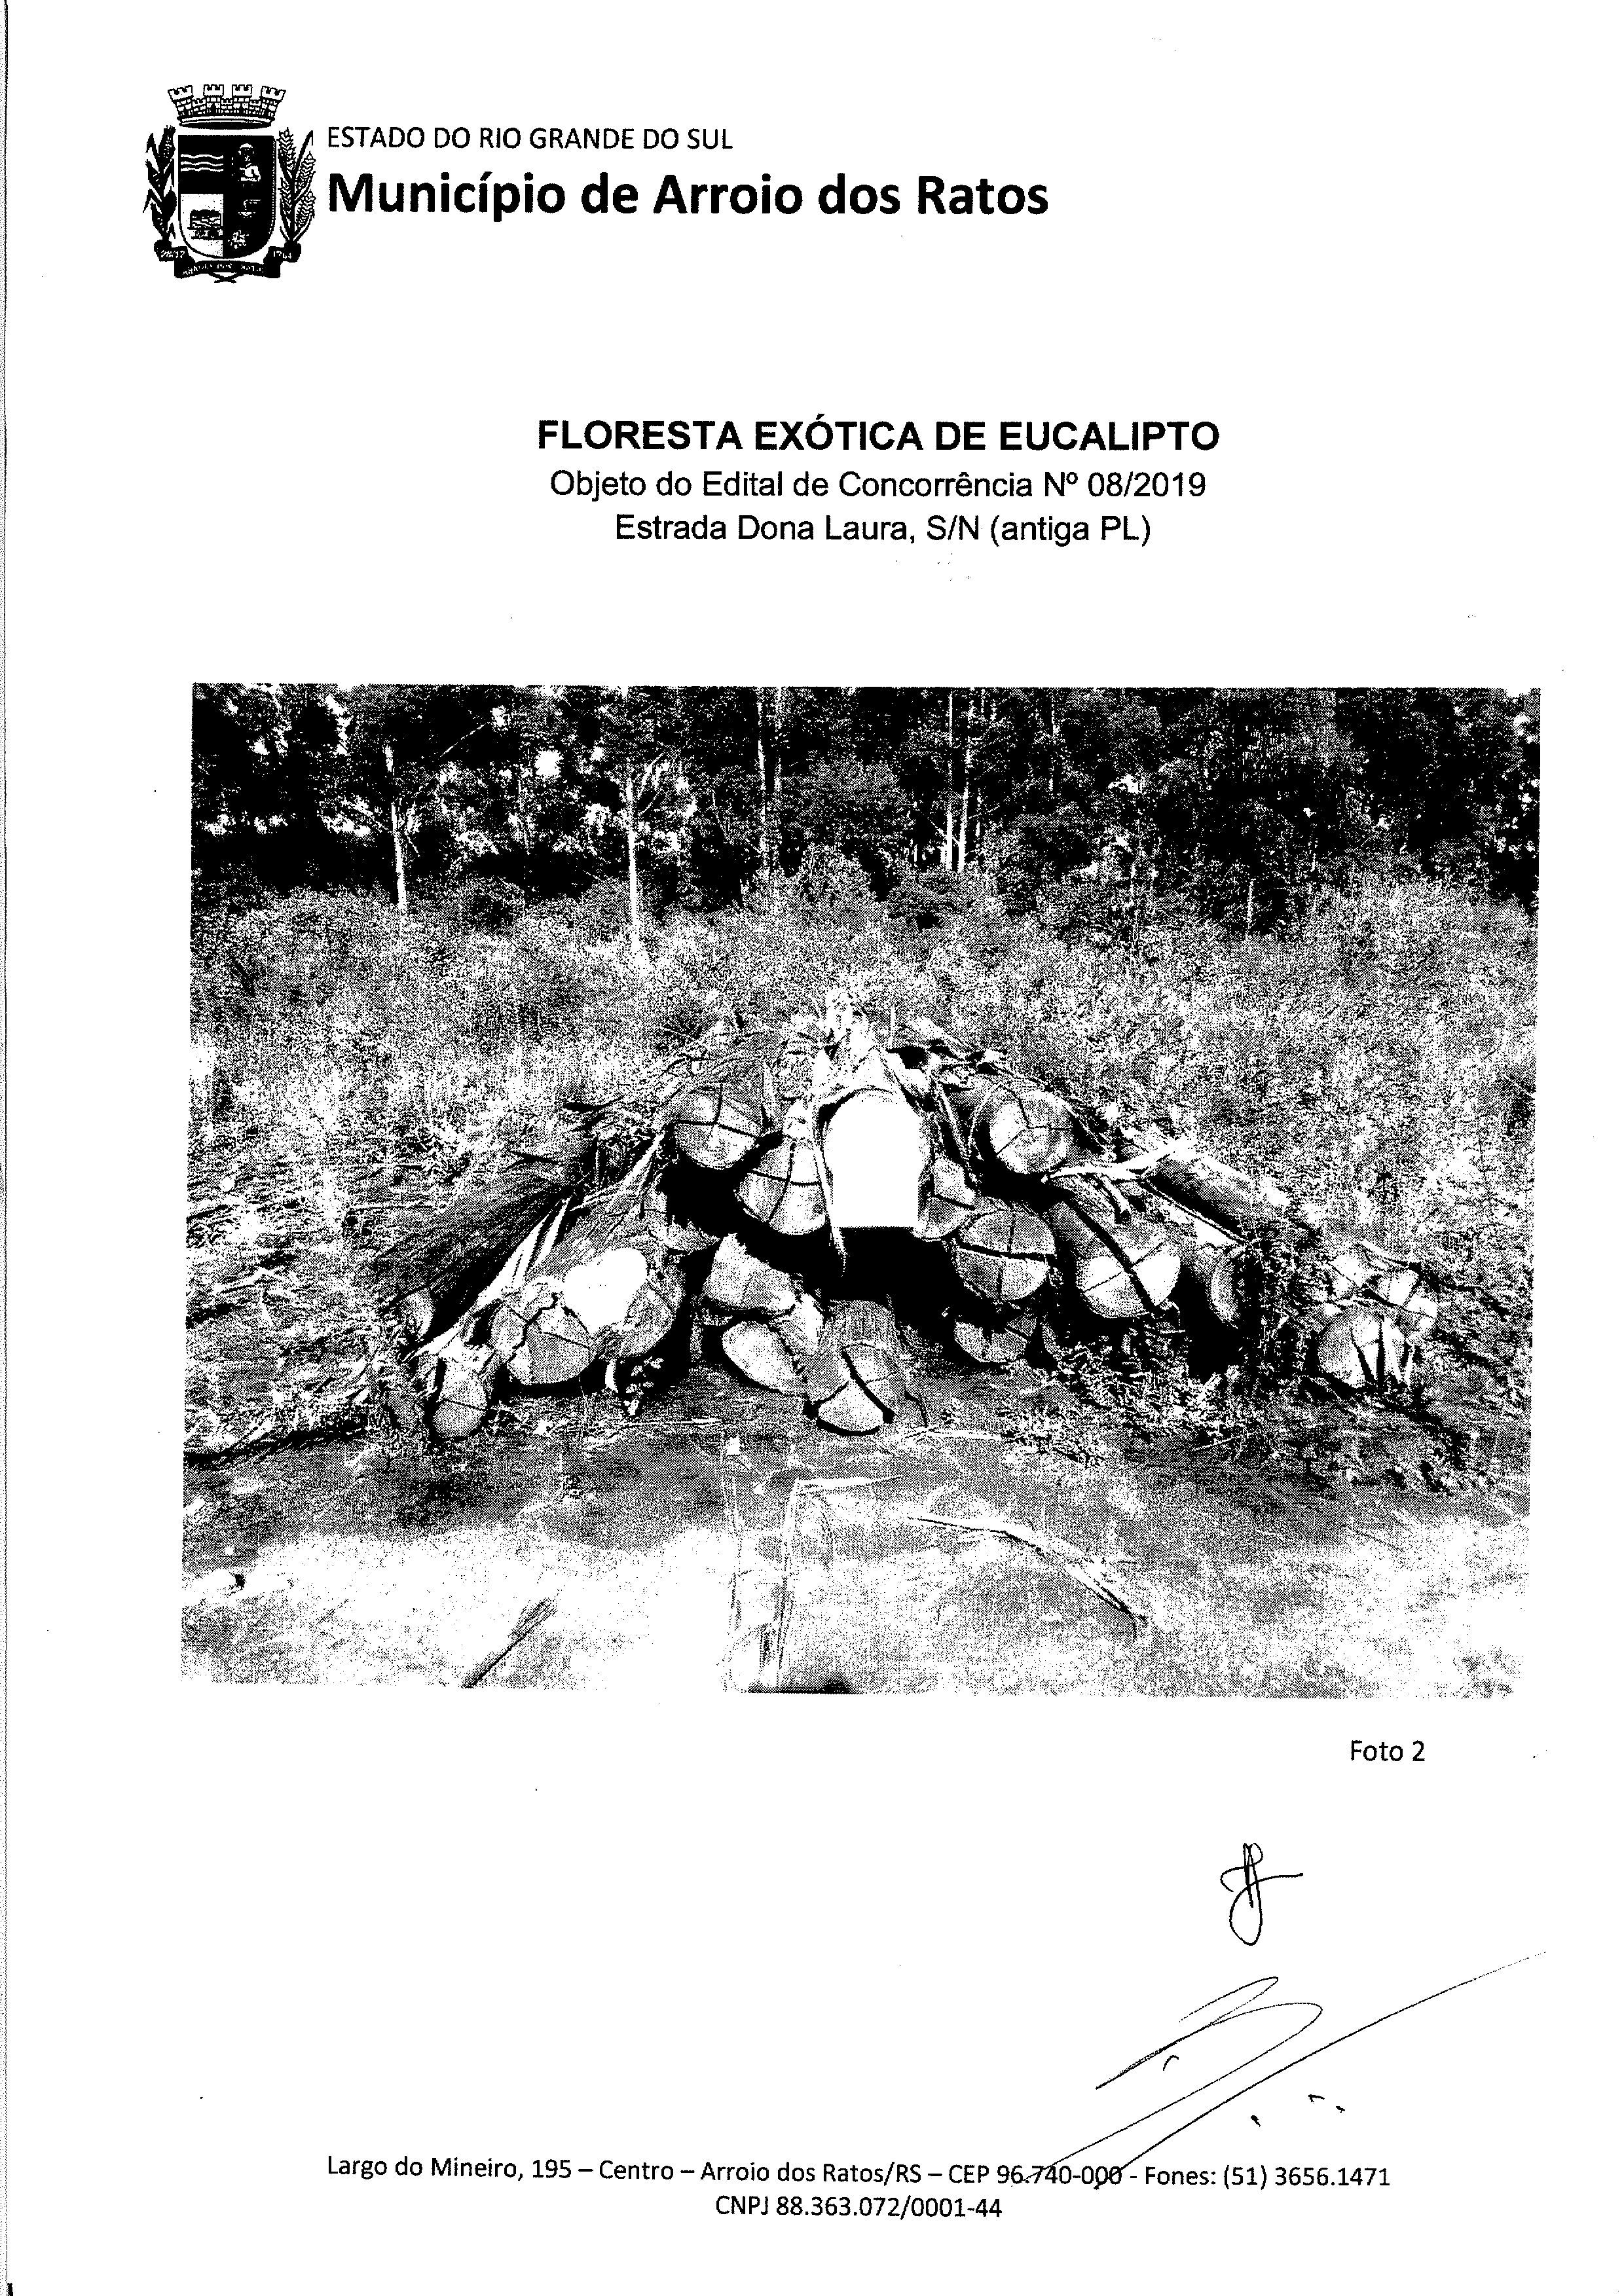 ESTADO DO RIO GRANDE DO SUL
Município de Arroio dos Ratos
FLORESTA EXÓTICA DE EUCALIPTO
Objeto do Edital de Concorrência Nº 08/2019
Estrada Dona Laura, S/N (antiga PL)
Foto 2
Largo do Mineiro, 195 – Centro – Arroio dos Ratos/RS – CEP 96.740-000 - Fones: (51) 3656.1471
CNPJ 88.363.072/0001-44